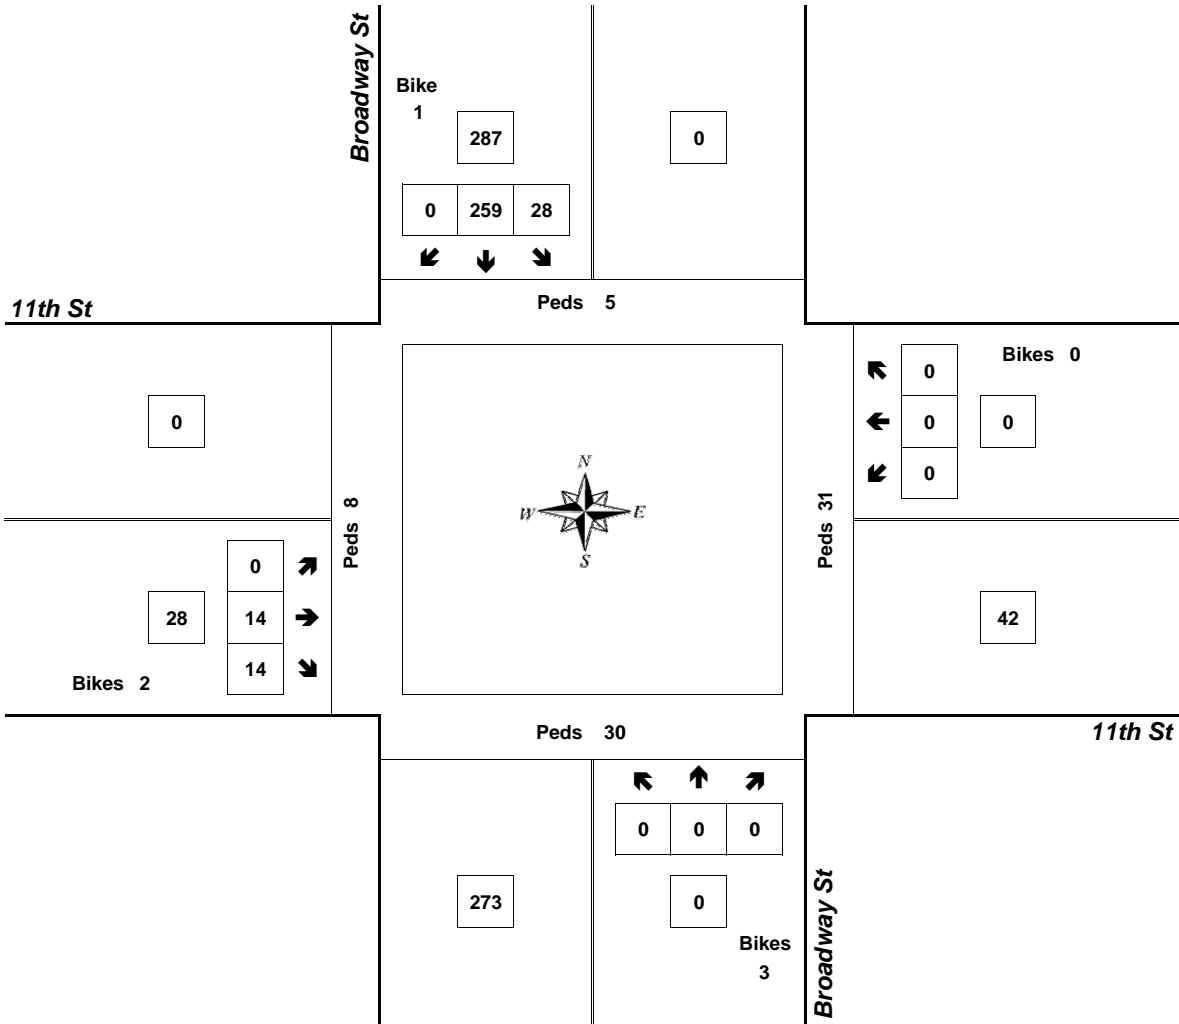 Broadway St
Bike
1
287
0
0 259 28
Peds 5
11th St
0
Bikes 0
0
0
0
0
N
W E
S
Peds 8
Peds 31
0
28
14
14
Bikes 2
42
Peds 30
11th St
0 0 0
273
0
Bikes
3
Broadway St